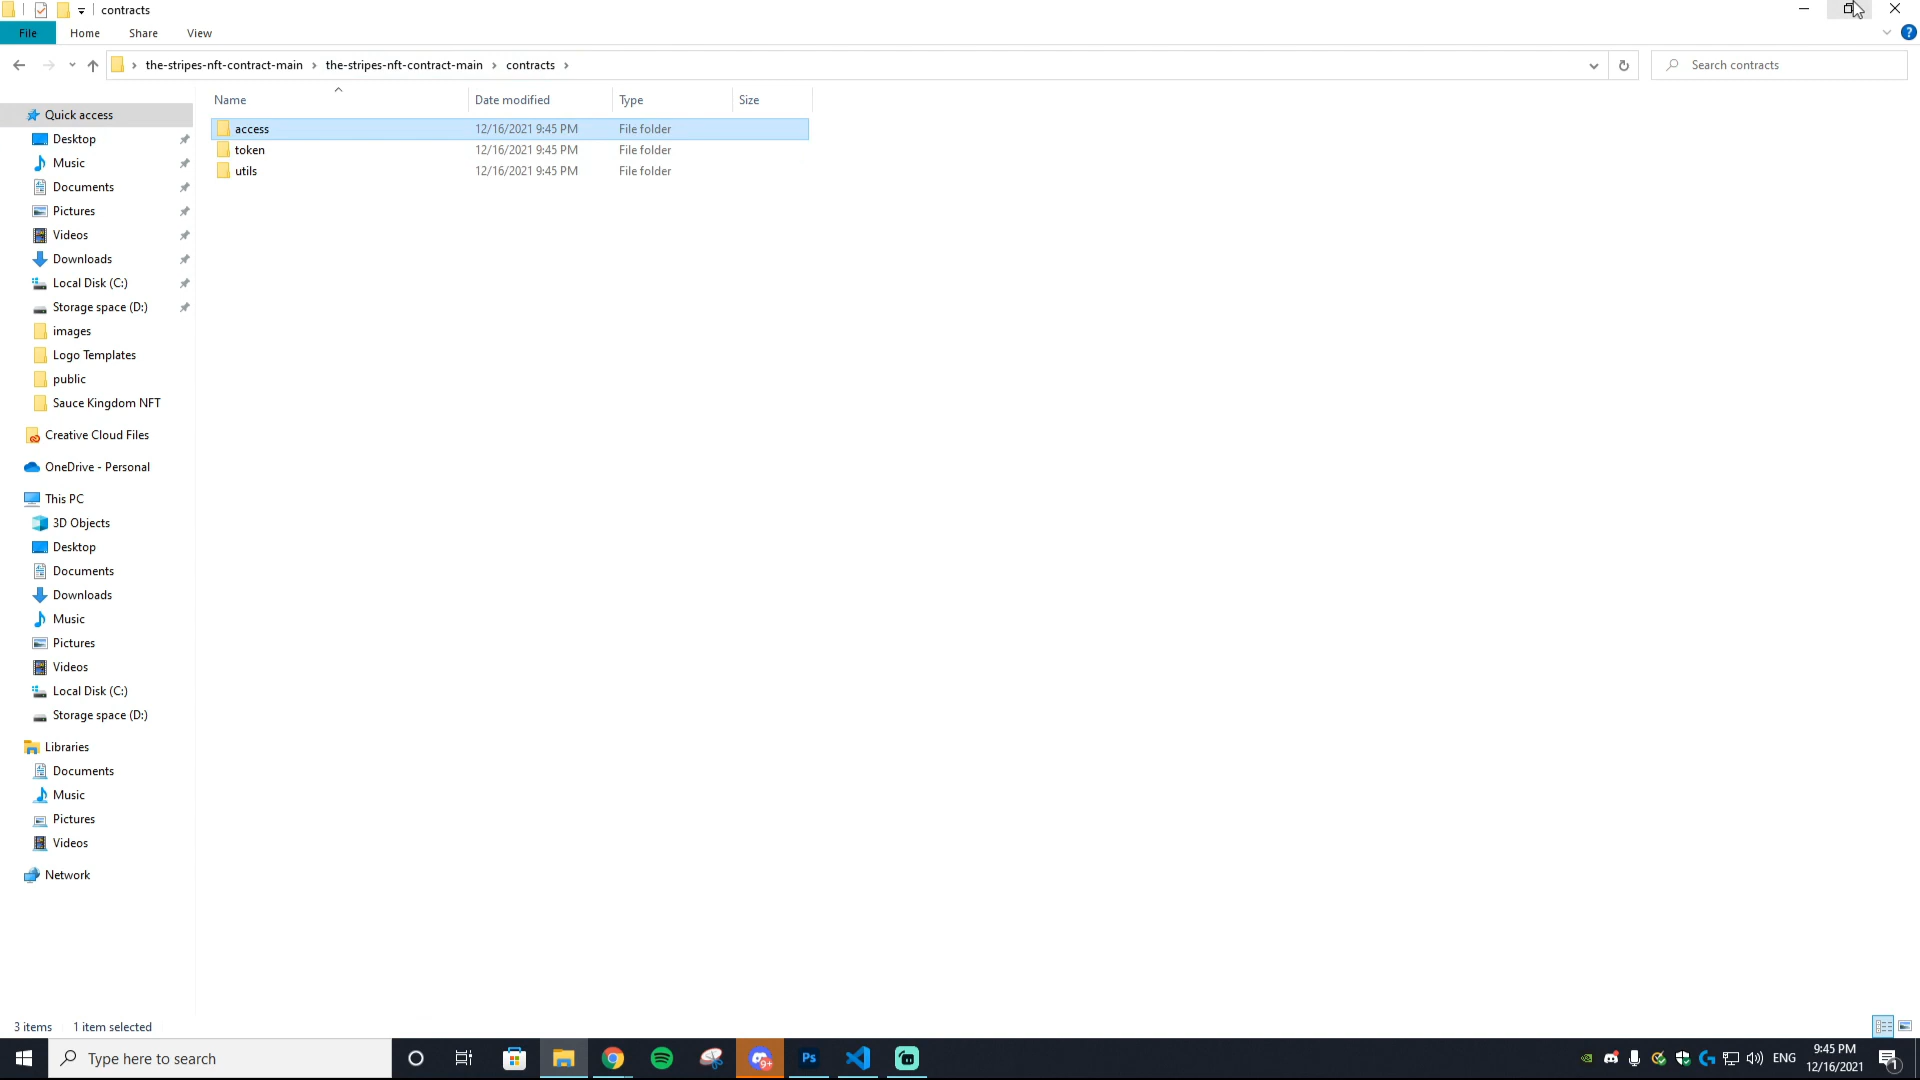 contracts
File Home Share View
the-stripes-nft-contract-main the-stripes-nft-contract-main contracts Search contracts
Name Date modified Type Size
access 12/16/2021 9:45 PM File folder
token 12/16/2021 9:45 PM File folder
utils 12/16/2021 9:45 PM File folder
Quick access
Desktop
Music
Documents
Pictures
Videos
Downloads
Local Disk (C:)
Storage space (D:)
images
Logo Templates
public
Sauce Kingdom NFT
Creative Cloud Files
OneDrive - Personal
This PC
3D Objects
Desktop
Documents
Downloads
Music
Pictures
Videos
Local Disk (C:)
Storage space (D:)
Libraries
Documents
Music
Pictures
Videos
Network
3 items 1 item selected
Type here to search 9+ Ps ENG 9:45 PM 1
12/16/2021